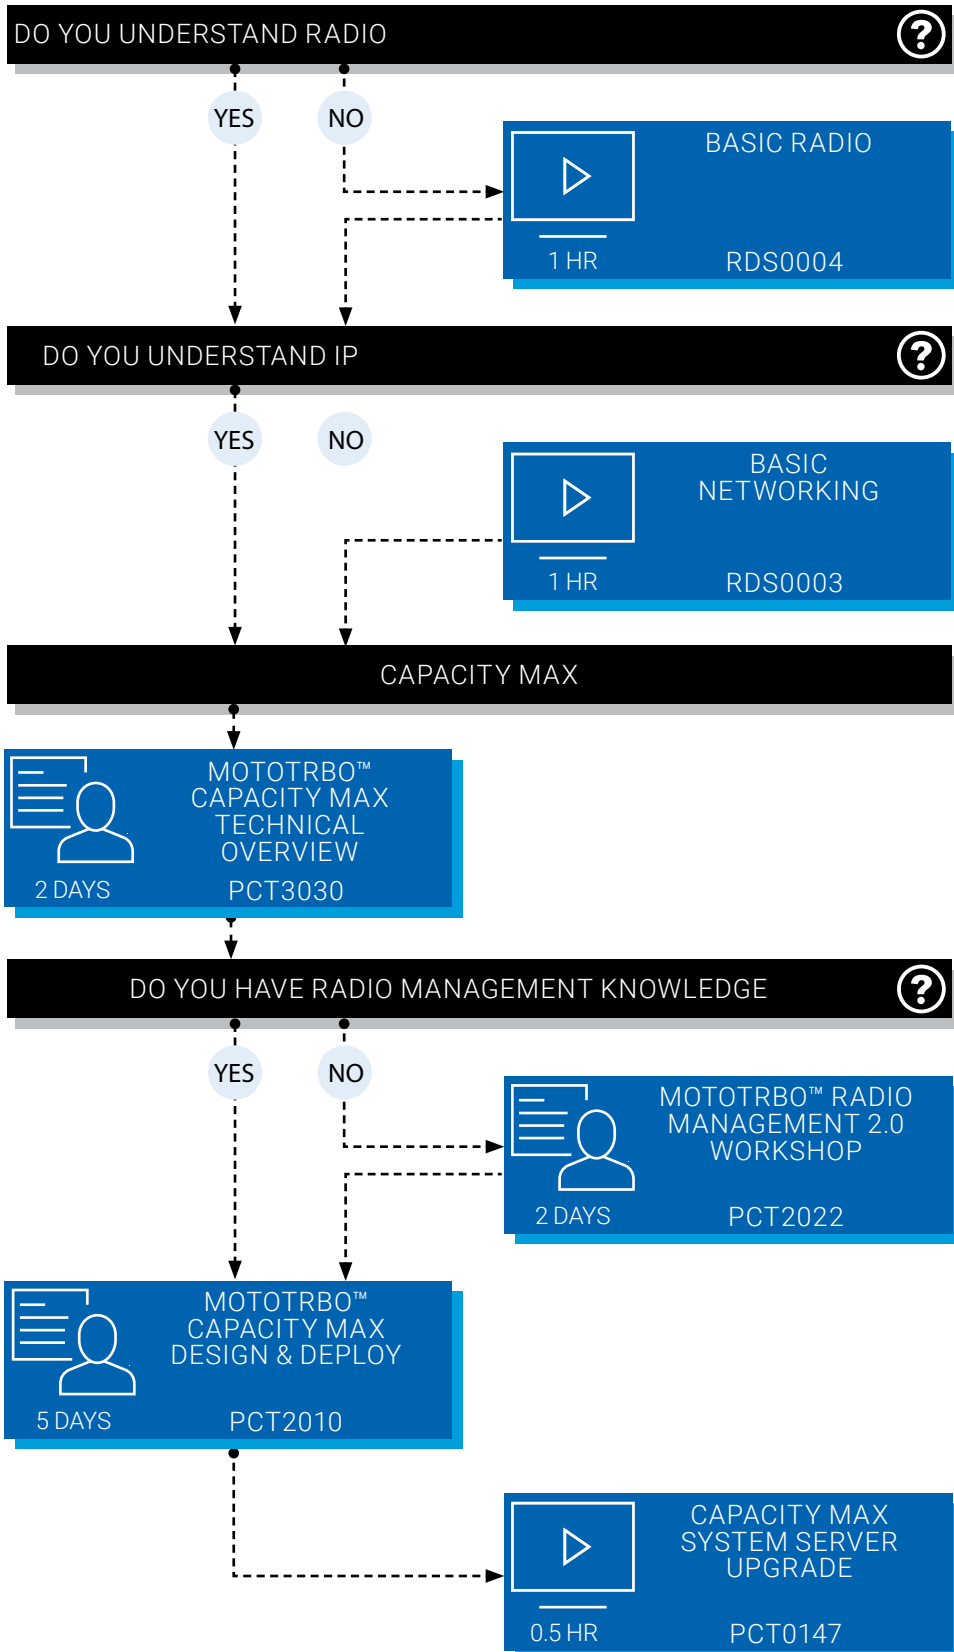 DO YOU UNDERSTAND RADIO
?
YES
NO
BASIC RADIO
1 HR
RDS0004
DO YOU UNDERSTAND IP
?
YES
NO
BASIC
NETWORKING
1 HR
RDS0003
CAPACITY MAX
MOTOTRBO™
CAPACITY MAX
TECHNICAL
OVERVIEW
2 DAYS
PCT3030
DO YOU HAVE RADIO MANAGEMENT KNOWLEDGE
?
YES
NO
MOTOTRBO™ RADIO
MANAGEMENT 2.0
WORKSHOP
2 DAYS
PCT2022
MOTOTRBO™
CAPACITY MAX
DESIGN & DEPLOY
5 DAYS
PCT2010
CAPACITY MAX
SYSTEM SERVER
UPGRADE
0.5 HR
PCT0147